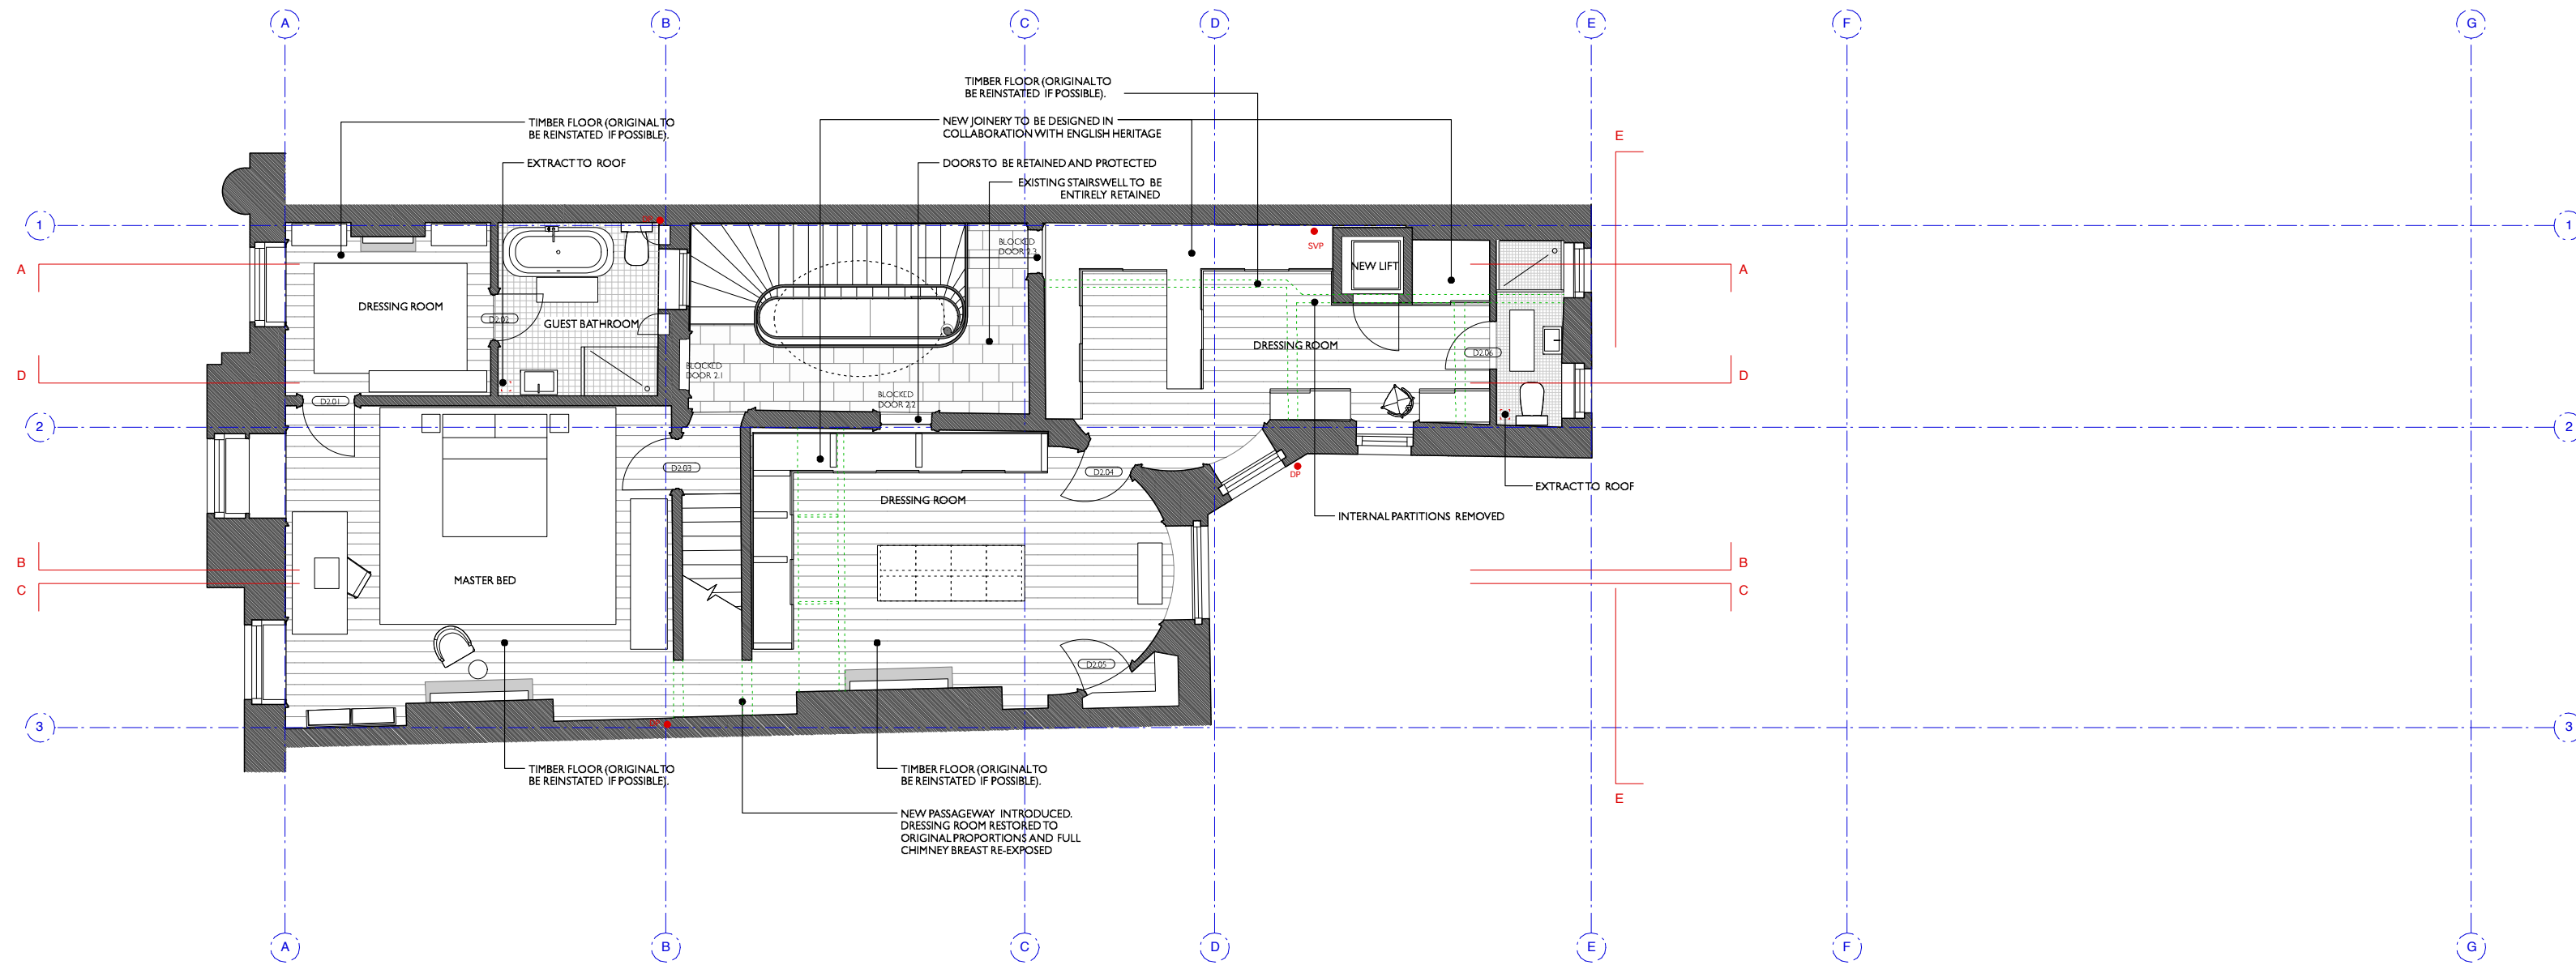 A B C D E F G
TIMBER FLOOR (ORIGINAL TO
BE REINSTATED IF POSSIBLE).
TIMBER FLOOR (ORIGINAL TO
BE REINSTATED IF POSSIBLE).
NEW JOINERY TO BE DESIGNED IN
COLLABORATION WITH ENGLISH HERITAGE
E
EXTRACT TO ROOF
DOORS TO BE RETAINED AND PROTECTED
EXISTING STAIRSWELL TO BE
ENTIRELY RETAINED
1
DP
1
SVP
BLOCKED
DOOR 2.3
A
NEW LIFT
A
DRESSING ROOM
D2.02
GUEST BATHROOM
DRESSING ROOM
D2.06
BLOCKED
DOOR 2.1
D
D
D2.01
BLOCKED
DOOR 2.2
2
2
D2.03
D2.04
DP
EXTRACT TO ROOF
DRESSING ROOM
INTERNAL PARTITIONS REMOVED
B
B
MASTER BED
C
C
D2.05
3
DP
3
TIMBER FLOOR (ORIGINAL TO
BE REINSTATED IF POSSIBLE).
TIMBER FLOOR (ORIGINAL TO
BE REINSTATED IF POSSIBLE).
E
NEW PASSAGEWAY INTRODUCED.
DRESSING ROOM RESTORED TO
ORIGINAL PROPORTIONS AND FULL
CHIMNEY BREAST RE-EXPOSED
A B C D E F G